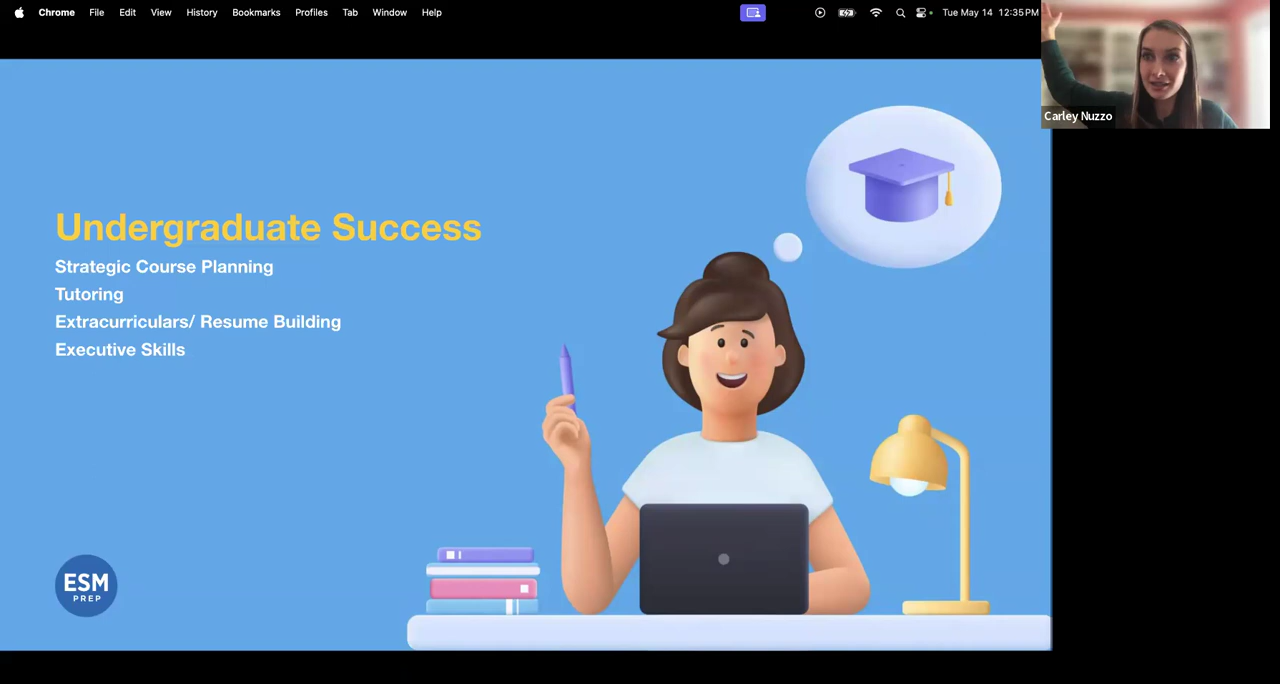 Chrome File Edit View History Bookmarks Profiles Tab Window Help Tue May 14 12:35 PM
Carley Nuzzo
Undergraduate Success
Strategic Course Planning
Tutoring
Extracurriculars/ Resume Building
Executive Skills
ESM
PREP